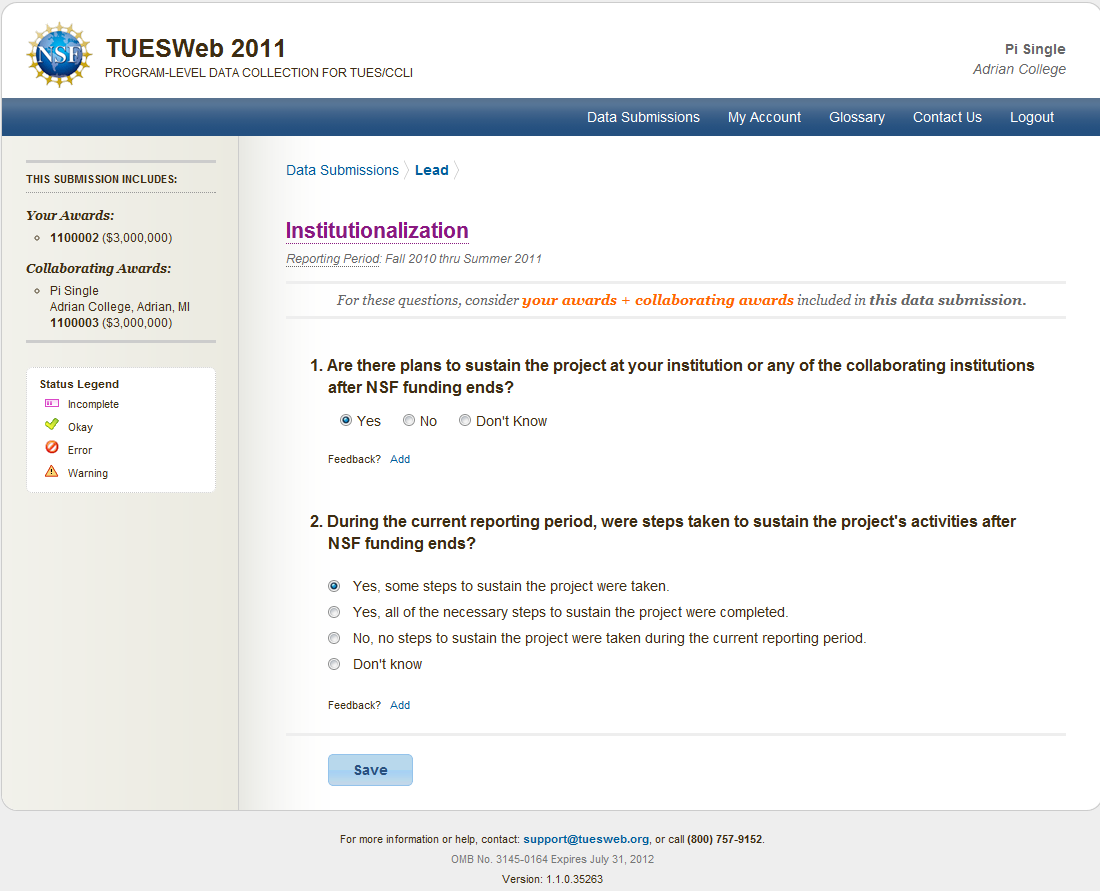 NSF
TUESWeb 2011
PROGRAM-LEVEL DATA COLLECTION FOR TUES/CCLI
Pi Single
Adrian College
Data Submissions My Account Glossary Contact Us Logout
THIS SUBMISSION INCLUDES:
Your Awards:
1100002 ($3,000,000)
Collaborating Awards:
Pi Single
Adrian College, Adrian, MI
1100003 ($3,000,000)
Status Legend
Incomplete
Okay
Error
Warning
Data Submissions Lead
Institutionalization
Reporting Period: Fall 2010 thru Summer 2011
For these questions, consider your awards + collaborating awards included in this data submission.
1. Are there plans to sustain the project at your institution or any of the collaborating institutions
after NSF funding ends?
Yes No Don't Know
Feedback? Add
2. During the current reporting period, were steps taken to sustain the project's activities after
NSF funding ends?
Yes, some steps to sustain the project were taken.
Yes, all of the necessary steps to sustain the project were completed.
No, no steps to sustain the project were taken during the current reporting period.
Don't know
Feedback? Add
Save
For more information or help, contact: support@tuesweb.org, or call (800) 757-9152.
OMB No. 3145-0164 Expires July 31, 2012
Version: 1.1.0.35263